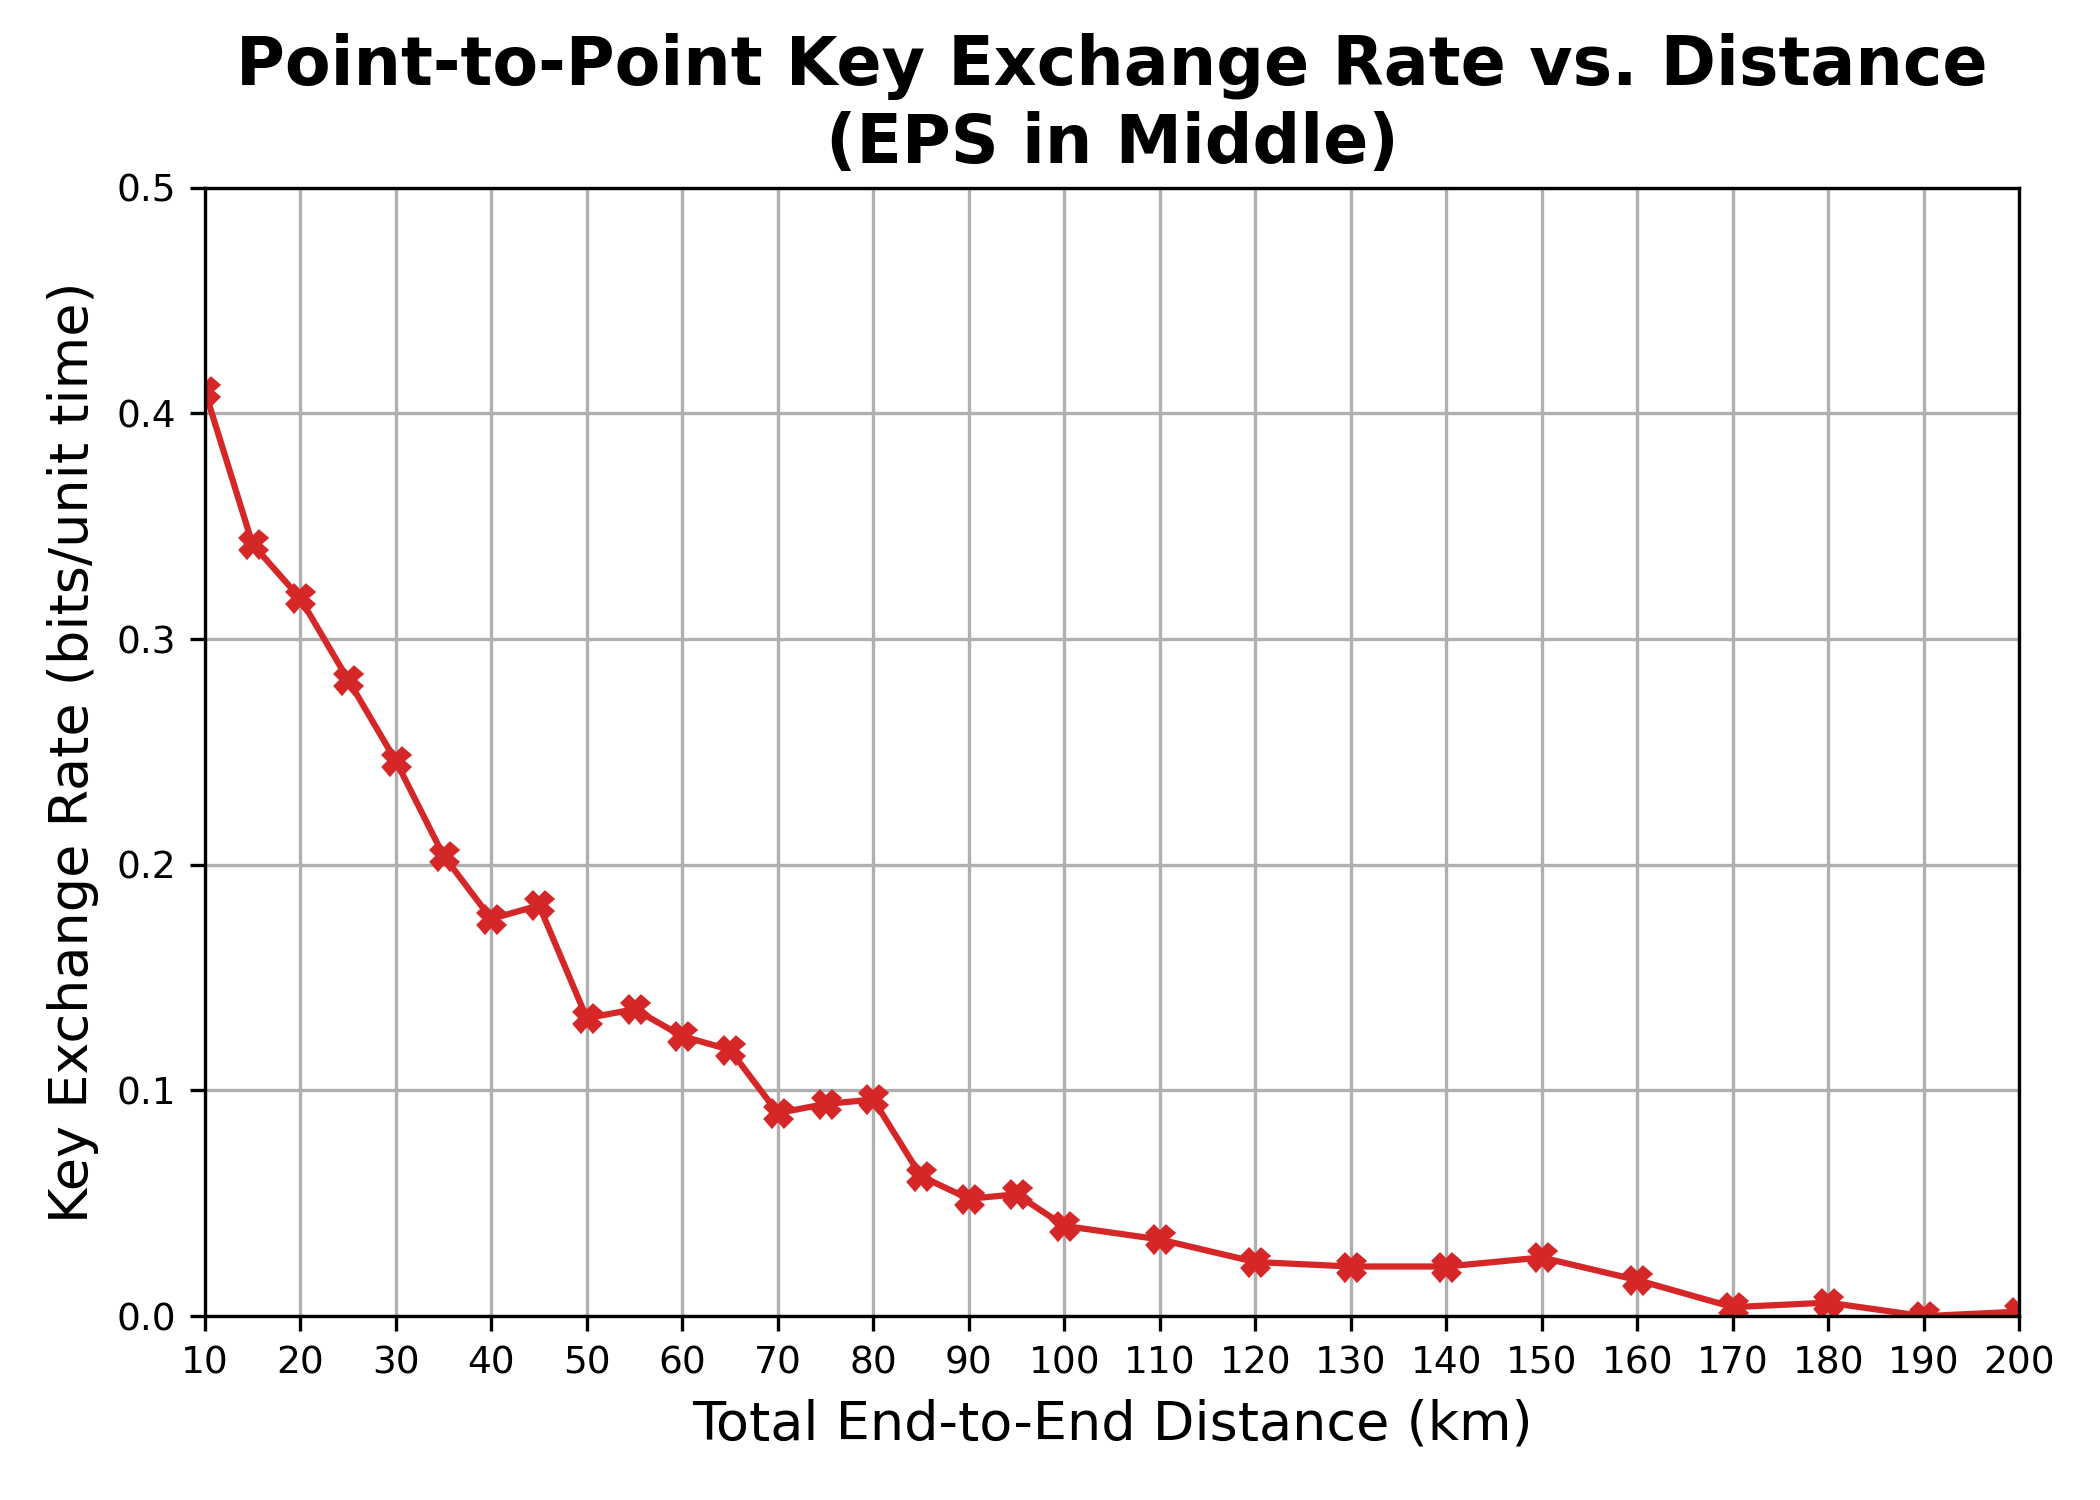 Point-to-Point Key Exchange Rate vs. Distance
(EPS in Middle)
Key Exchange Rate (bits/unit time)
0.5
0.4
0.3
0.2
0.1
0.0
10 20 30 40 50 60 70 80 90 100 110 120 130 140 150 160 170 180 190 200
Total End-to-End Distance (km)